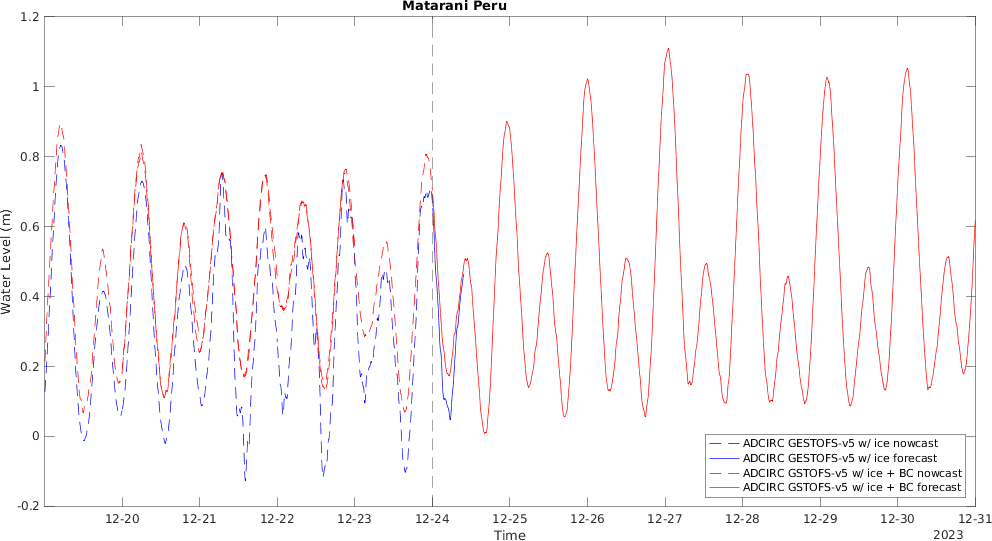 Matarani Peru
1.2
1
0.8
0.6
0.4
0.2
0
-0.2
Water Level (m)
12-20 12-21 12-22 12-23 12-24 12-25 12-26 12-27 12-28 12-29 12-30 12-31
Time
2023
ADCIRC GESTOFS-v5 w/ ice nowcast
ADCIRC GESTOFS-v5 w/ ice forecast
ADCIRC GSTOFS-v5 w/ ice + BC nowcast
ADCIRC GSTOFS-v5 w/ ice + BC forecast